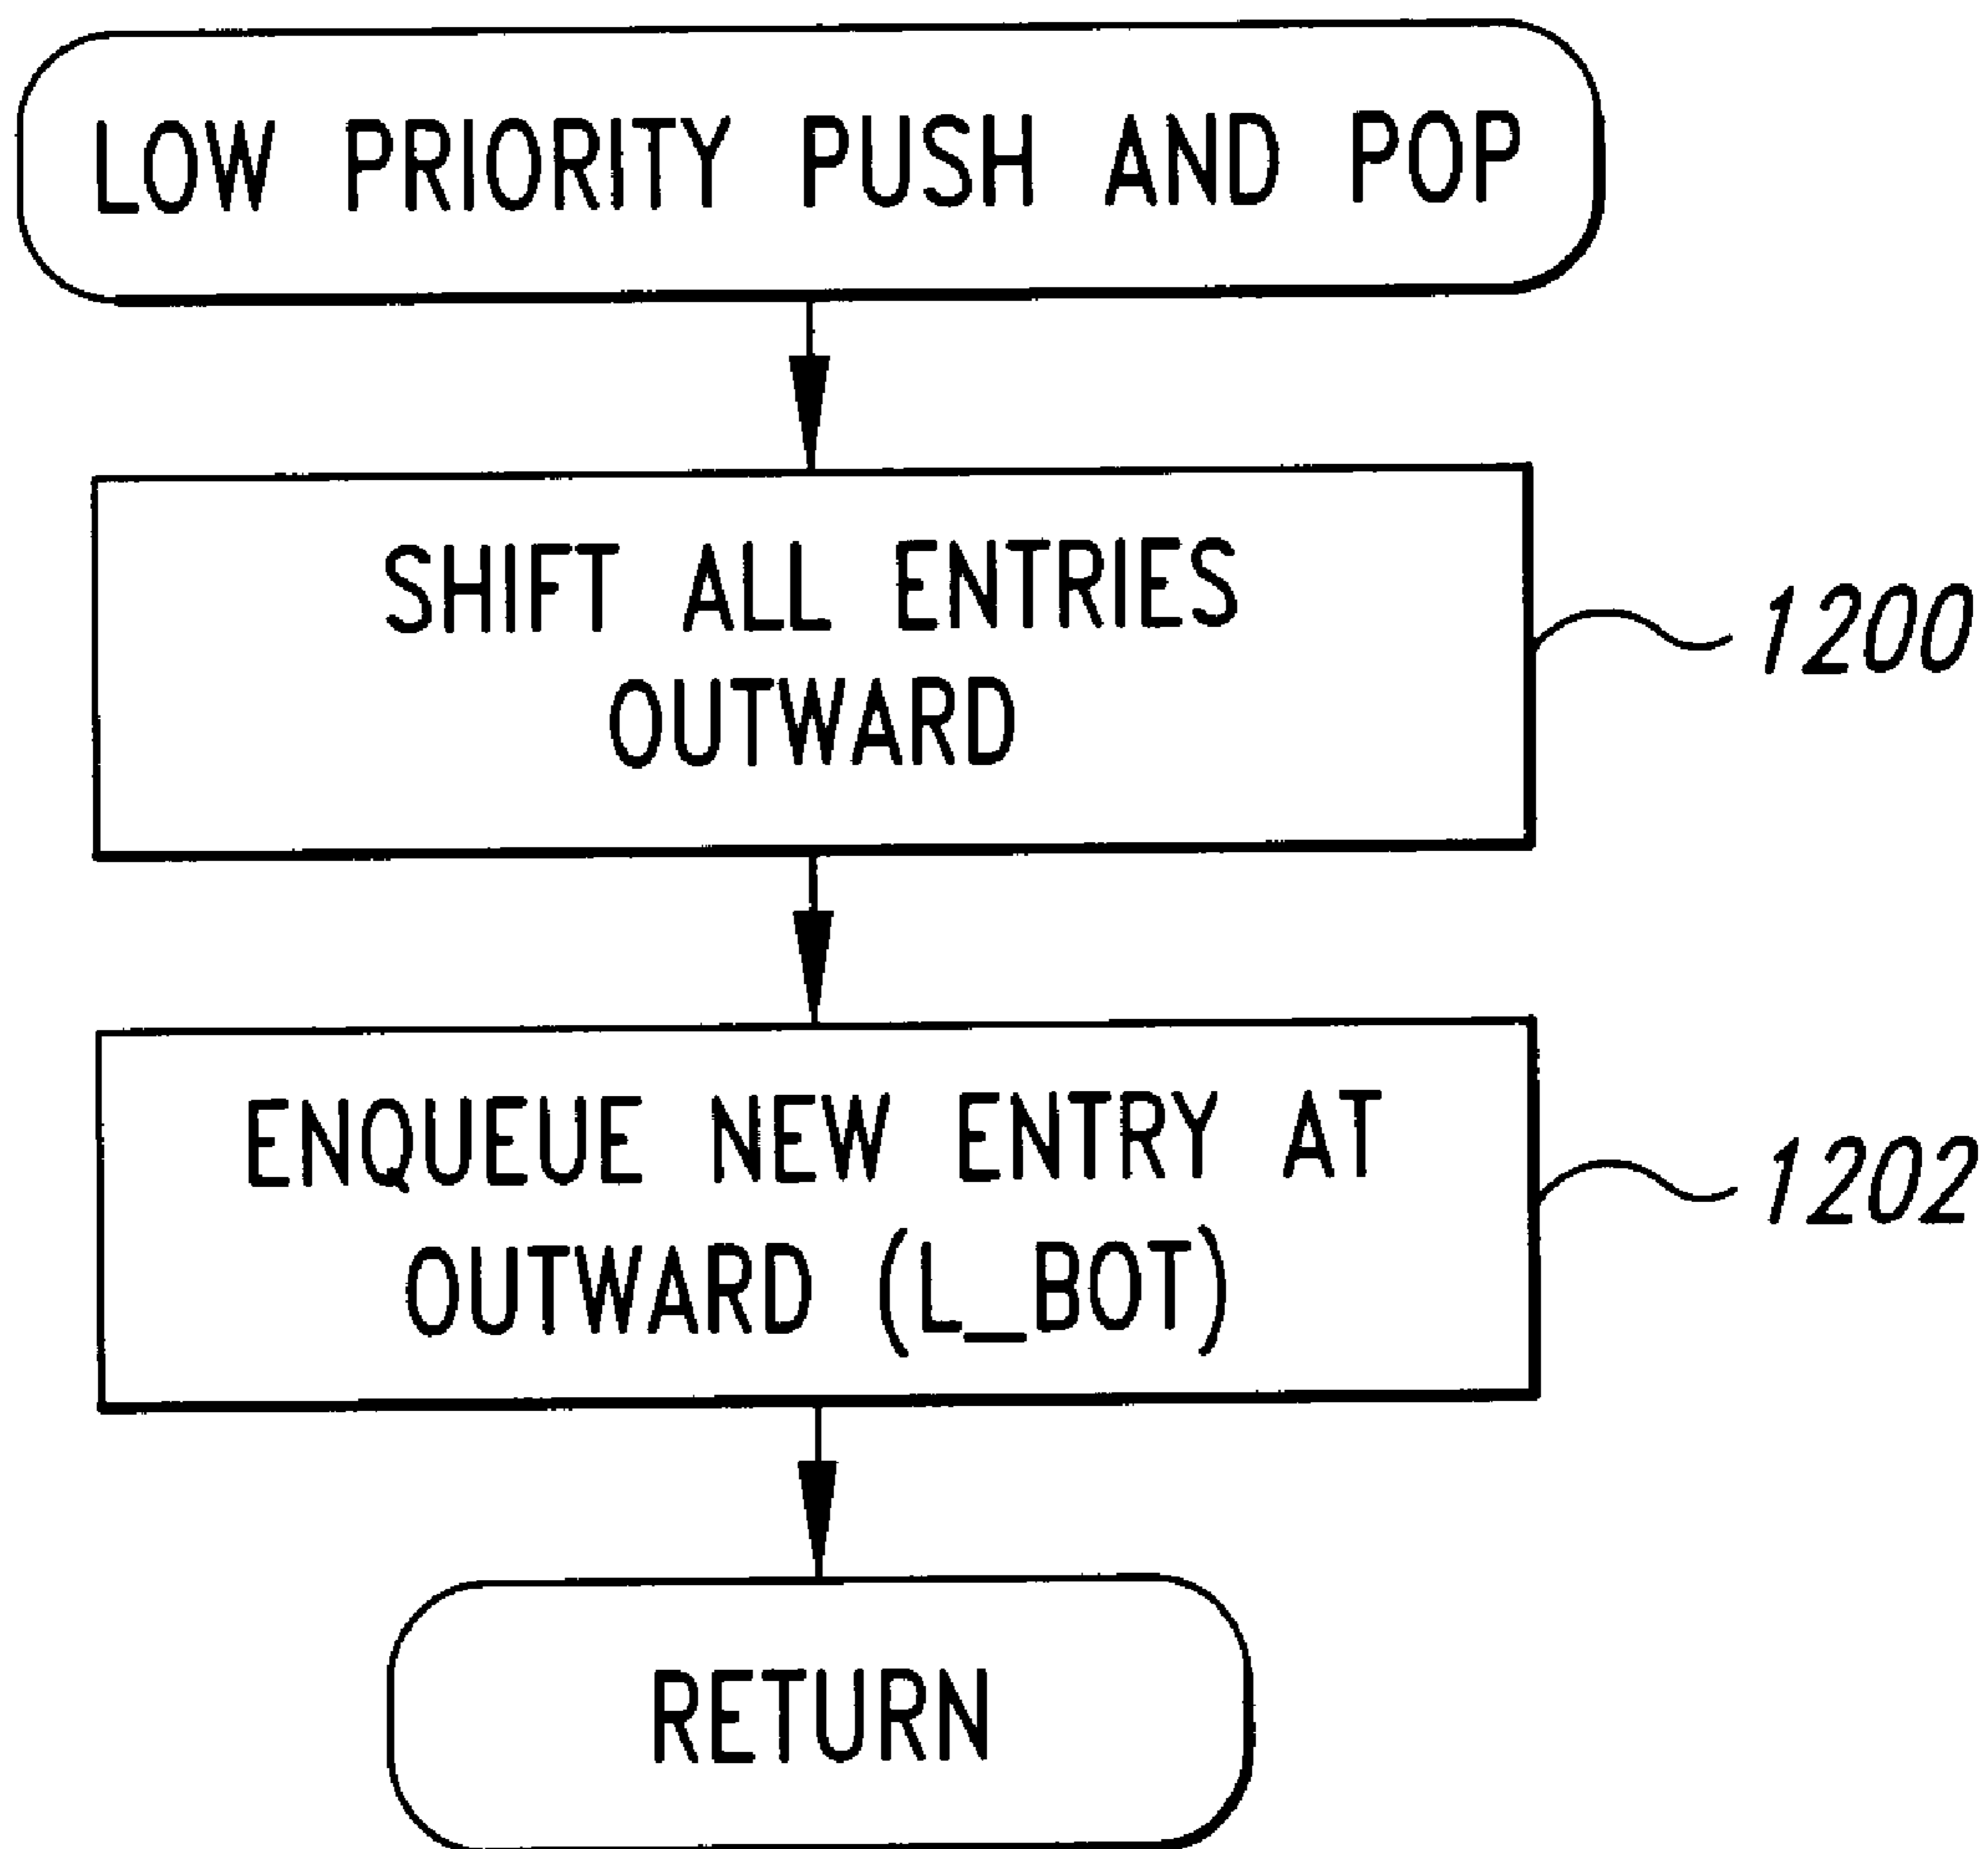 LOW PRIORITY PUSH AND POP
SHIFT ALL ENTRIES
OUTWARD
1200
ENQUEUE NEW ENTRY AT
OUTWARD (L_BOT)
1202
RETURN